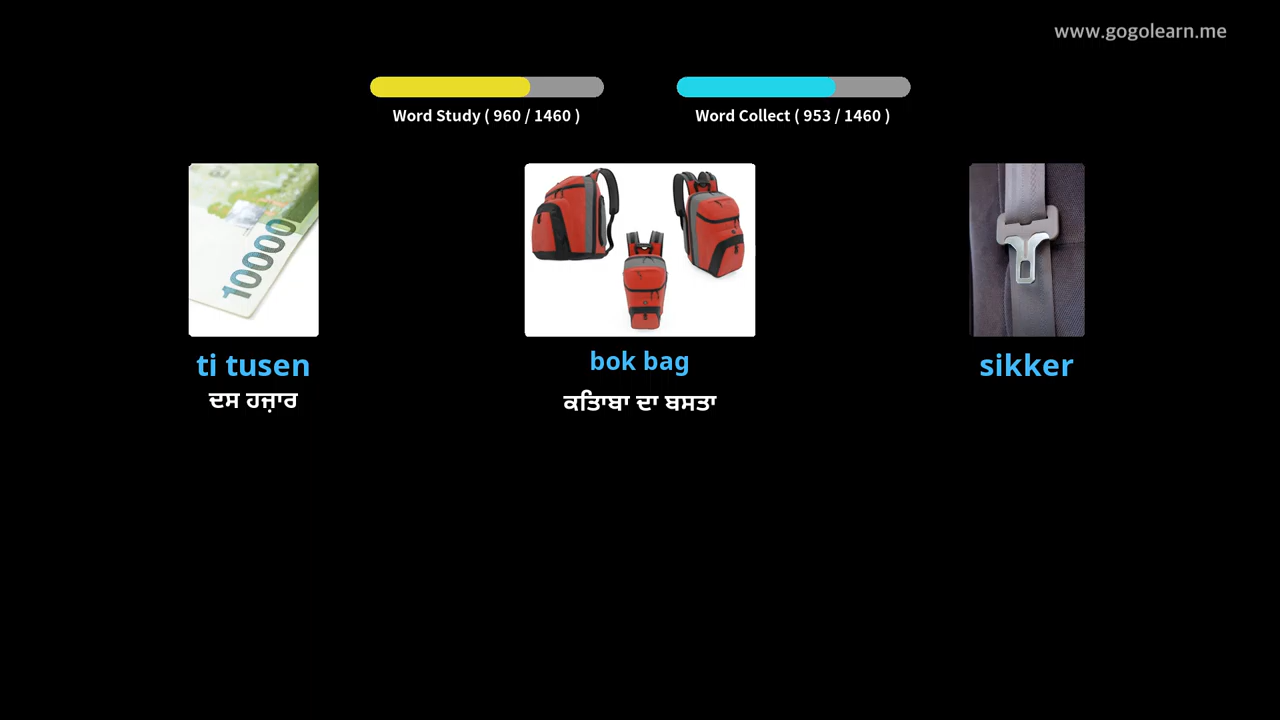 www.gogolearn.me
Word Study ( 960 / 1460 )
Word Collect ( 953 / 1460 )
10000
ti tusen
bok bag
sikker
ਦਸ ਹਜ਼ਾਰ
ਕਤਿਾਬਾ ਦਾ ਬਸਤਾ